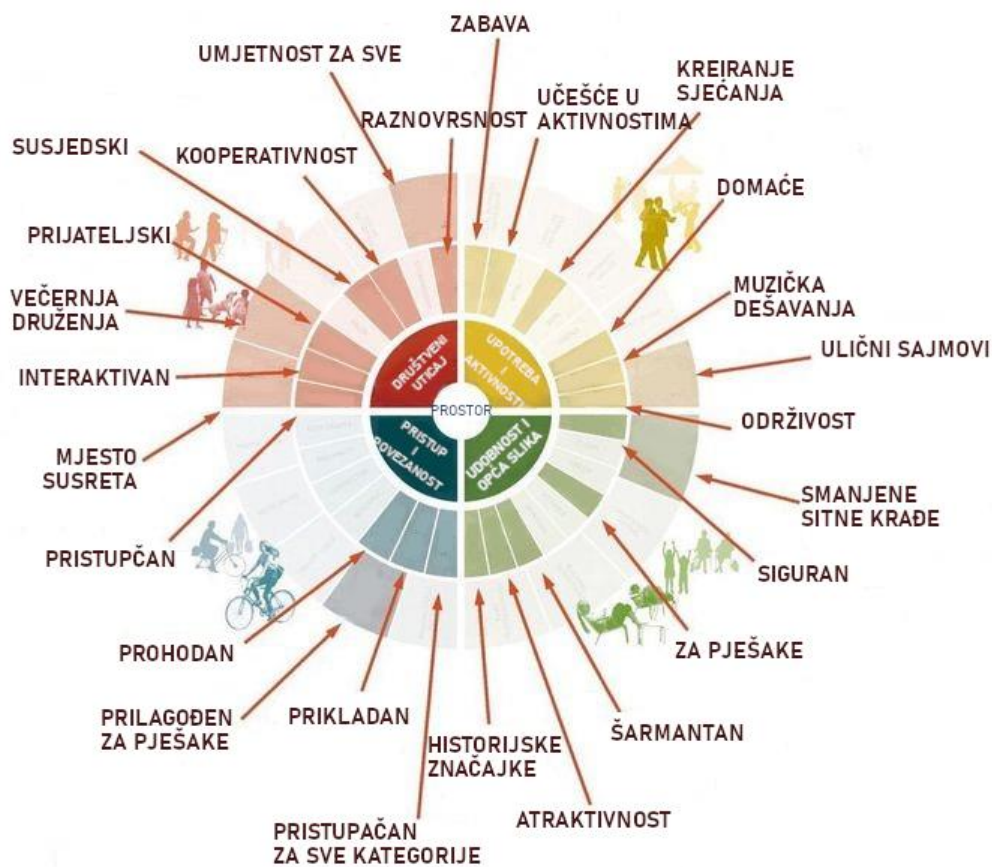 ZABAVA
UMJETNOST ZA SVE
KREIRANJE
SJEĆANJA
UČEŠĆE U
AKTIVNOSTIMA
RAZNOVRSNOST
SUSJEDSKI
KOOPERATIVNOST
DOMAĆE
PRIJATELJSKI
MUZIČKA
DEŠAVANJA
VEČERNJA
DRUŽENJA
ULIČNI SAJMOVI
INTERAKTIVAN
DRUŠTVENI
UTICAJ
UPOTREBA
I
AKTIVNOSTI
PROSTOR
PRISTUP
I
POVEZANOST
UDOBNOST I
OPĆA SLIKA
ODRŽIVOST
MJESTO
SUSRETA
SMANJENE
SITNE KRAĐE
PRISTUPČAN
SIGURAN
PROHODAN
ZA PJEŠAKE
PRILAGOĐEN
ZA PJEŠAKE
PRIKLADAN
ŠARMANTAN
HISTORIJSKE
ZNAČAJKE
ATRAKTIVNOST
PRISTUPAČAN
ZA SVE KATEGORIJE